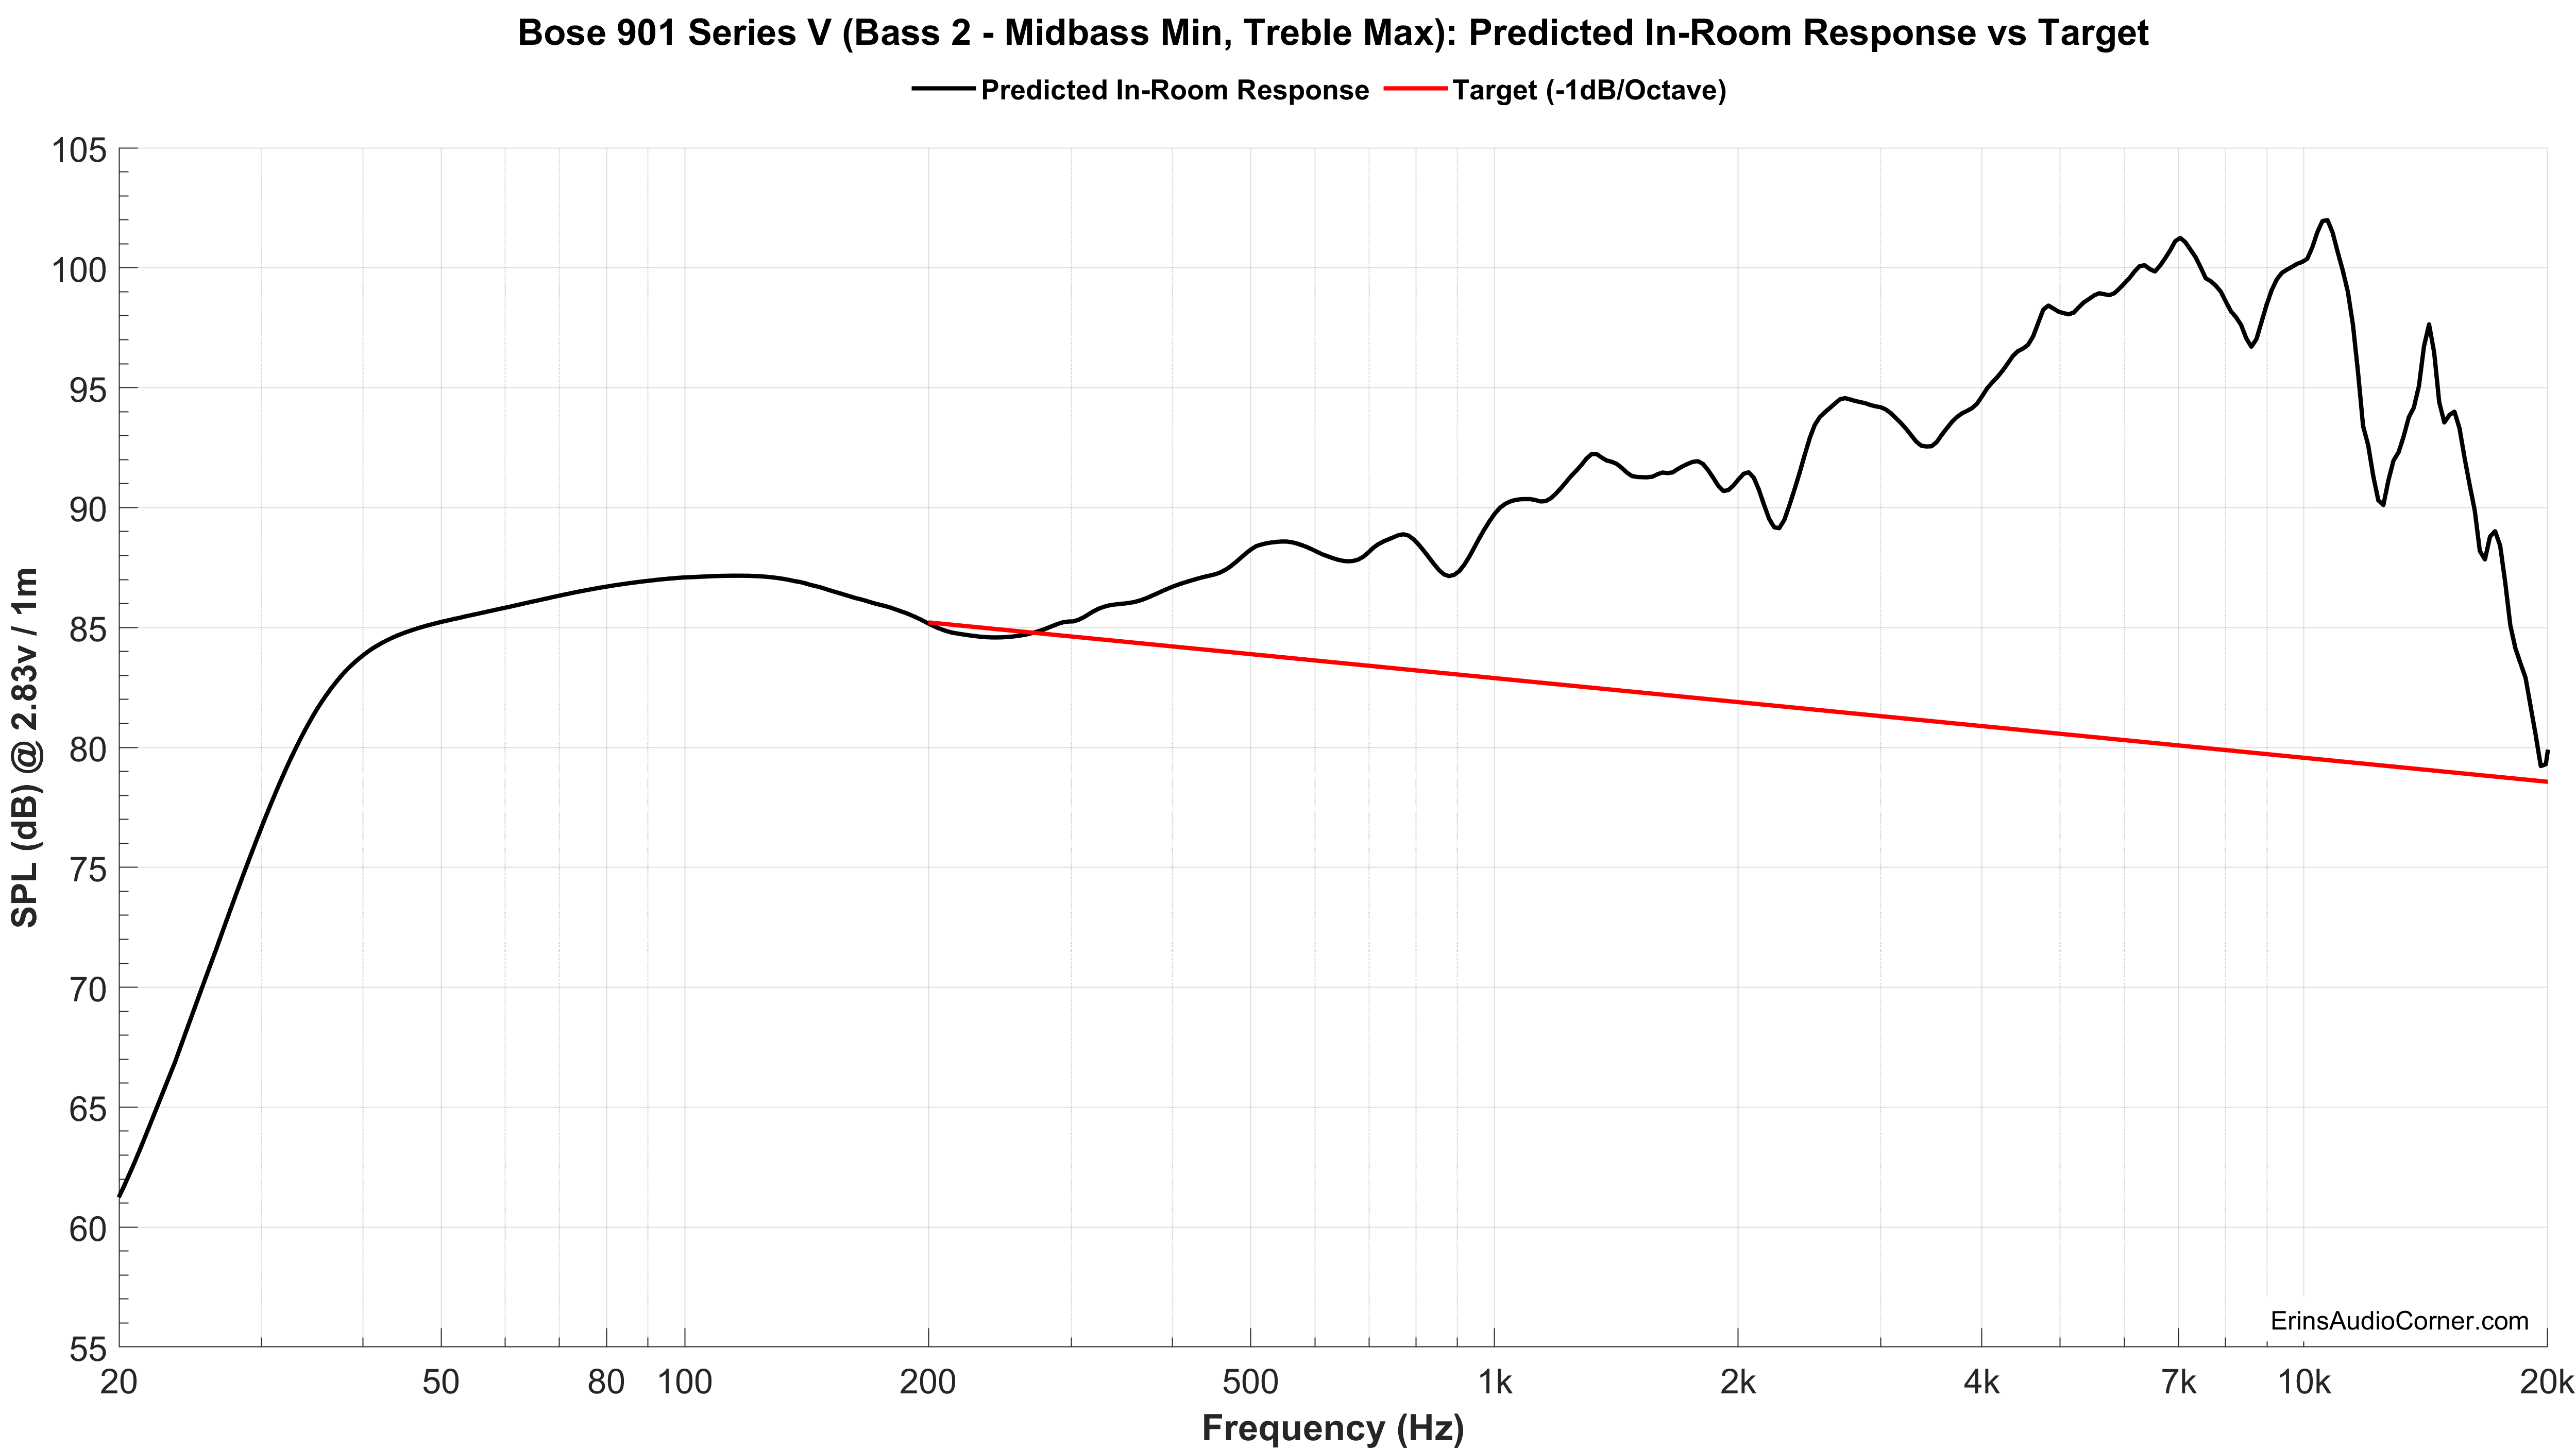 Bose 901 Series V (Bass 2 - Midbass Min, Treble Max): Predicted In-Room Response vs Target
Predicted In-Room Response
Target (-1dB/Octave)
105
100
95
90
85
80
75
70
65
60
55
SPL (dB) @ 2.83v / 1m
ErinsAudioCorner.com
20
50
80
100
200
500
1k
2k
4k
7k
10k
20k
Frequency (Hz)